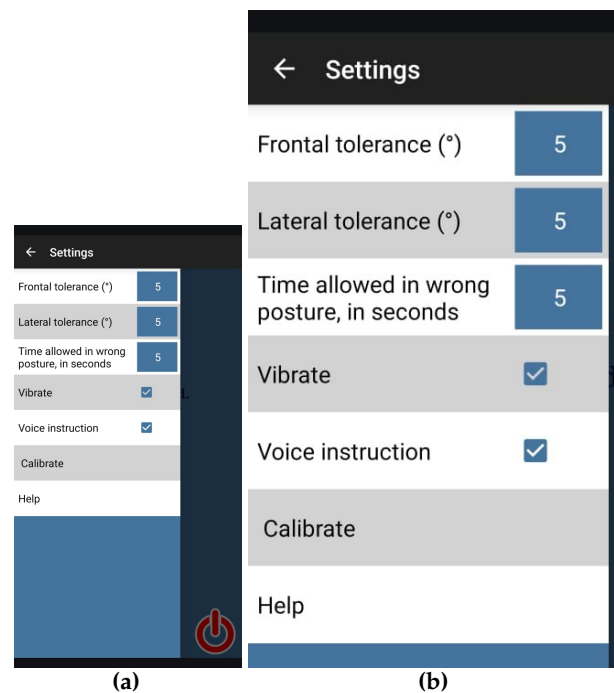 ← Settings
Frontal tolerance (°) 5
Lateral tolerance (°) 5
Time allowed in wrong
posture, in seconds 5
Vibrate
Voice instruction
Calibrate
Help
(a)
← Settings
Frontal tolerance (°) 5
Lateral tolerance (°) 5
Time allowed in wrong
posture, in seconds 5
Vibrate
Voice instruction
Calibrate
Help
(b)